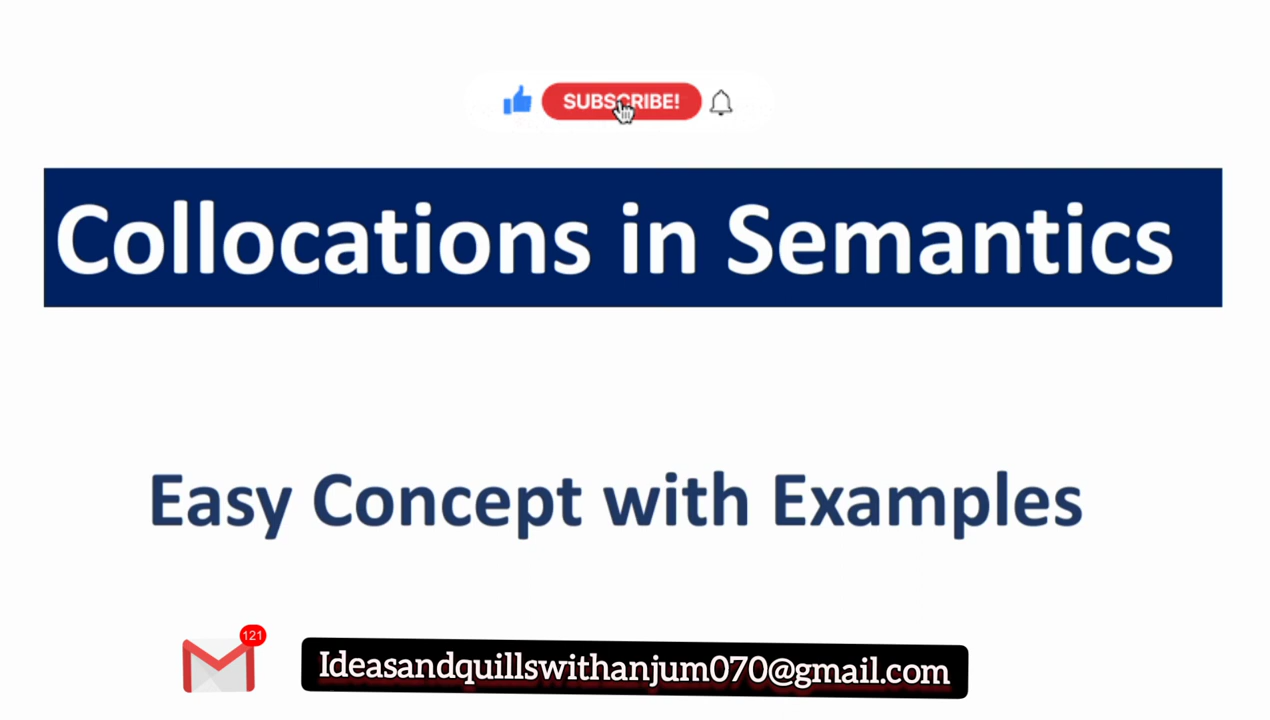 SUBSCRIBE!
Collocations in Semantics
Easy Concept with Examples
121
Ideasandquillswithanjum070@gmail.com